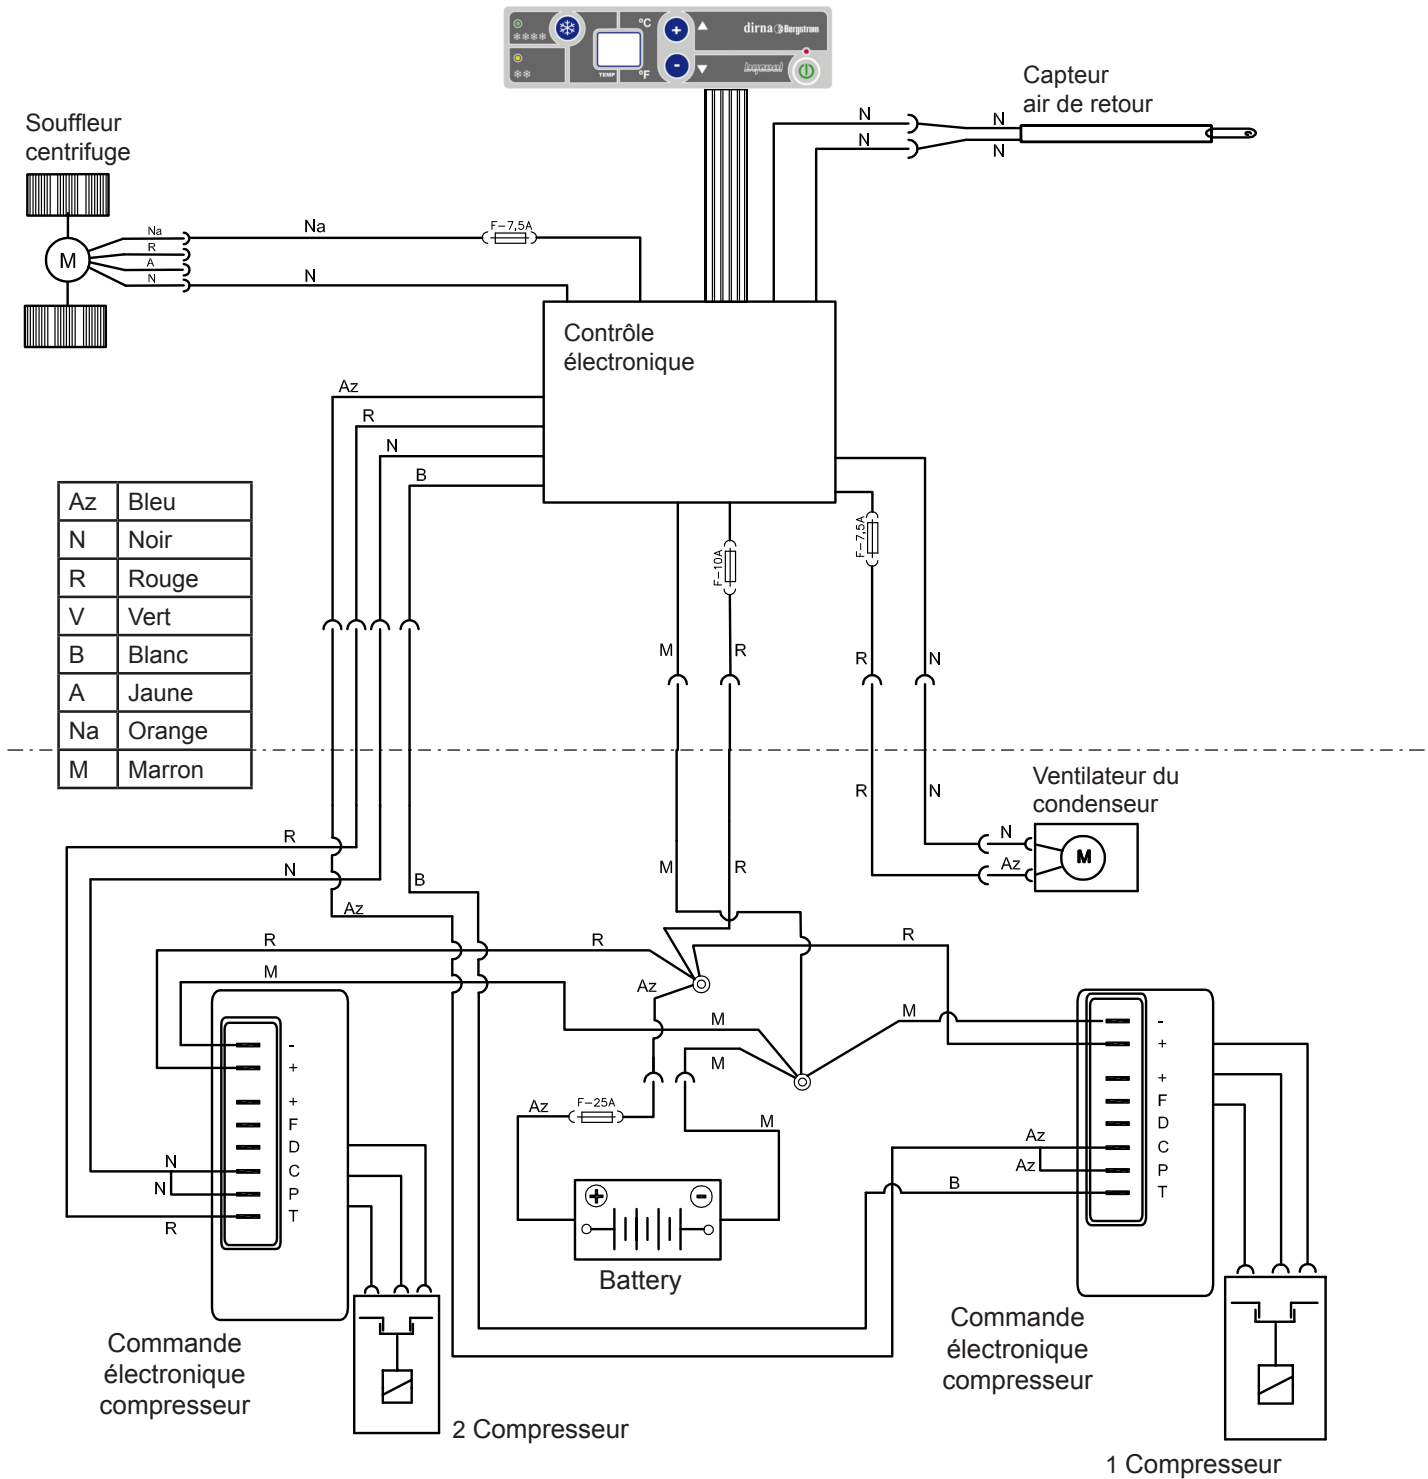 °C
dirna Bergstrom
TEMP
°F
bycool
+
-
Capteur
air de retour
N
N
N
N
Souffleur
centrifuge
M
Na
R
A
N
Na
N
F-7,5A
Contrôle
électronique
Az
R
N
B
Az Bleu
N Noir
R Rouge
V Vert
B Blanc
A Jaune
Na Orange
M Marron
F-10A
F-7,5A
M
R
R
N
Ventilateur du
condenseur
R
N
N
Az
M
R
N
Az
B
M
R
R
M
R
Az
M
M
R
M
-
+
+
F
D
C
P
T
N
N
R
Az
F-25A
M
+
-
Battery
Az
Az
B
-
+
+
F
D
C
P
T
Commande
électronique
compresseur
2 Compresseur
Commande
électronique
compresseur
1 Compresseur